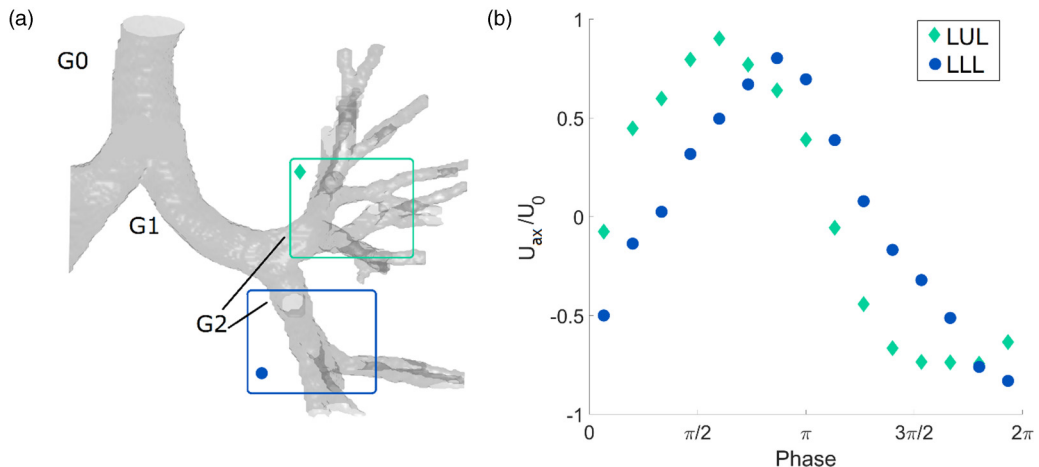 (a)
G0
G1
G2
(b)
LUL
LLL
1
0.5
0
-0.5
-1
U_ax/U_0
0 π/2 π 3π/2 2π
Phase